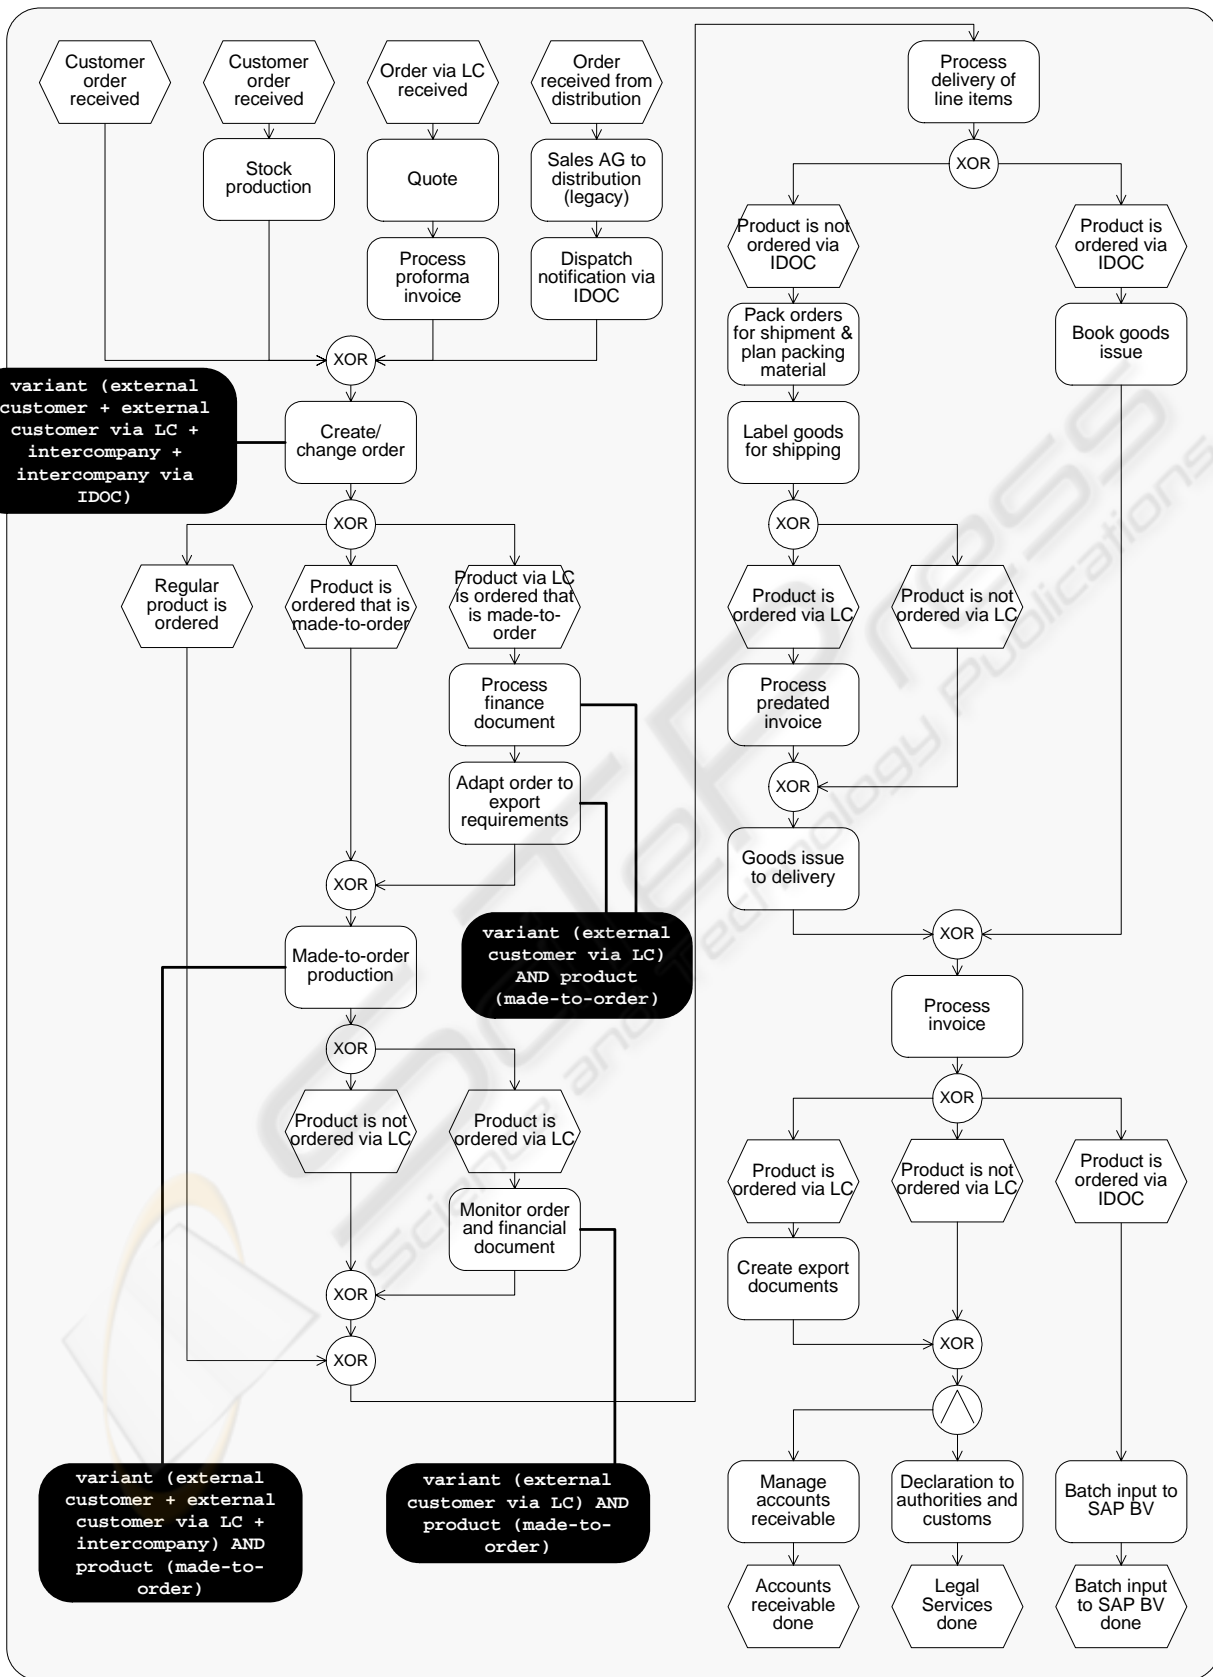 Customer
order
received
Customer
order
received
Order via LC
received
Order
received from
distribution
Stock
production
Quote
Sales AG to
distribution
(legacy)
Process
proforma
invoice
Dispatch
notification via
IDOC
XOR
variant (external
customer + external
customer via LC +
intercompany +
intercompany via
IDOC)
Create/
change order
XOR
Regular
product is
ordered
Product is
ordered that is
made-to-order
Product via LC
is ordered that
is made-to-
order
Process
finance
document
Adapt order to
export
requirements
XOR
variant (external
customer via LC)
AND product
(made-to-order)
Made-to-order
production
XOR
Product is not
ordered via LC
Product is
ordered via LC
Monitor order
and financial
document
XOR
XOR
variant (external
customer + external
customer via LC +
intercompany) AND
product (made-to-
order)
variant (external
customer via LC) AND
product (made-to-
order)
Process
delivery of
line items
XOR
Product is not
ordered via
IDOC
Product is
ordered via
IDOC
Pack orders
for shipment &
plan packing
material
Book goods
issue
Label goods
for shipping
XOR
Product is
ordered via LC
Product is not
ordered via LC
Process
predated
invoice
XOR
Goods issue
to delivery
XOR
Process
invoice
XOR
Product is
ordered via LC
Product is not
ordered via LC
Product is
ordered via
IDOC
Create export
documents
XOR
Manage
accounts
receivable
Declaration to
authorities and
customs
Batch input to
SAP BV
Accounts
receivable
done
Legal
Services
done
Batch input
to SAP BV
done
SciTePress
Science and Technology Publications